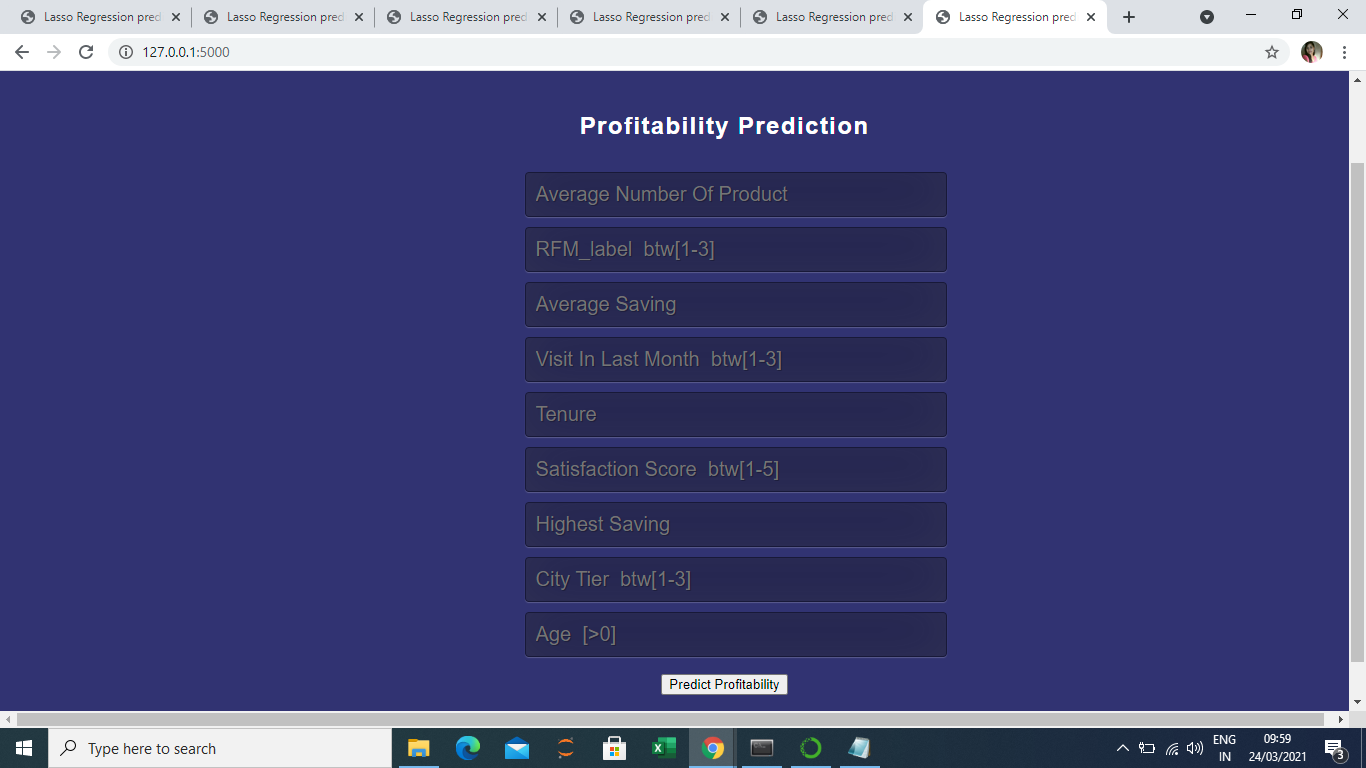 Lasso Regression pred
Lasso Regression pred
Lasso Regression pred
Lasso Regression pred
Lasso Regression pred
Lasso Regression pred
127.0.0.1:5000
Profitability Prediction
Average Number Of Product
RFM_label  btw[1-3]
Average Saving
Visit In Last Month  btw[1-3]
Tenure
Satisfaction Score  btw[1-5]
Highest Saving
City Tier  btw[1-3]
Age  [>0]
Predict Profitability
Type here to search
ENG
IN
09:59
24/03/2021
3